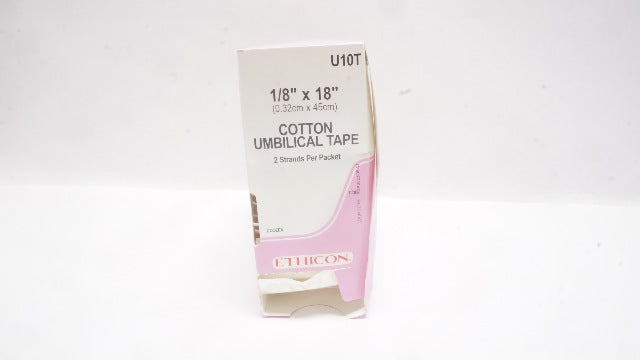 U10T
1/8" x 18"
(0.32cm x 45cm)
COTTON
UMBILICAL TAPE
2 Strands Per Packet
ETHICON